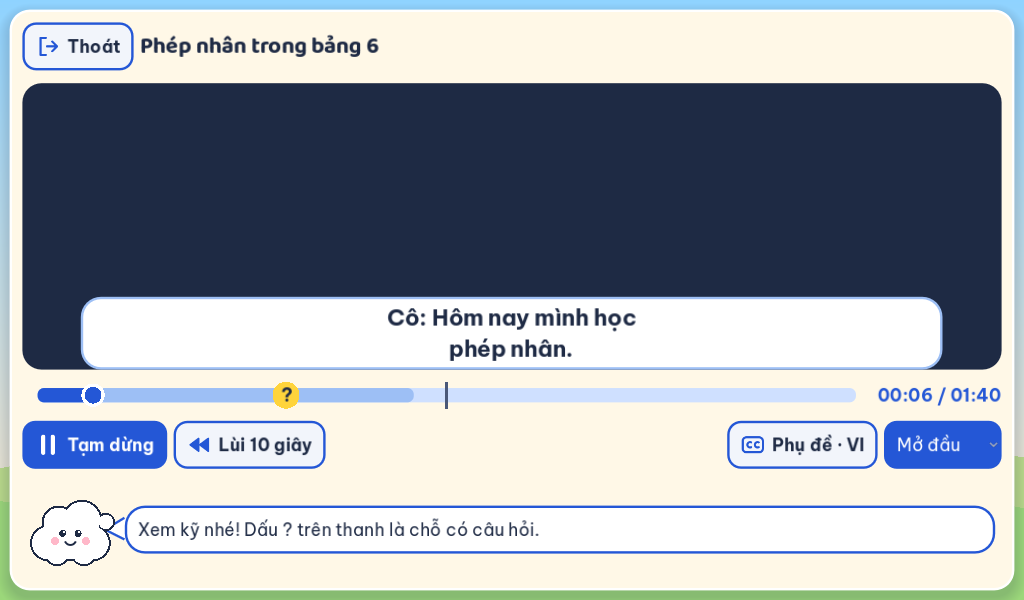 Thoát
Phép nhân trong bảng 6
Cô: Hôm nay mình học
phép nhân.
?
00:06 / 01:40
Tạm dừng
Lùi 10 giây
CC
Phụ đề · VI
Mở đầu
Xem kỹ nhé! Dấu ? trên thanh là chỗ có câu hỏi.